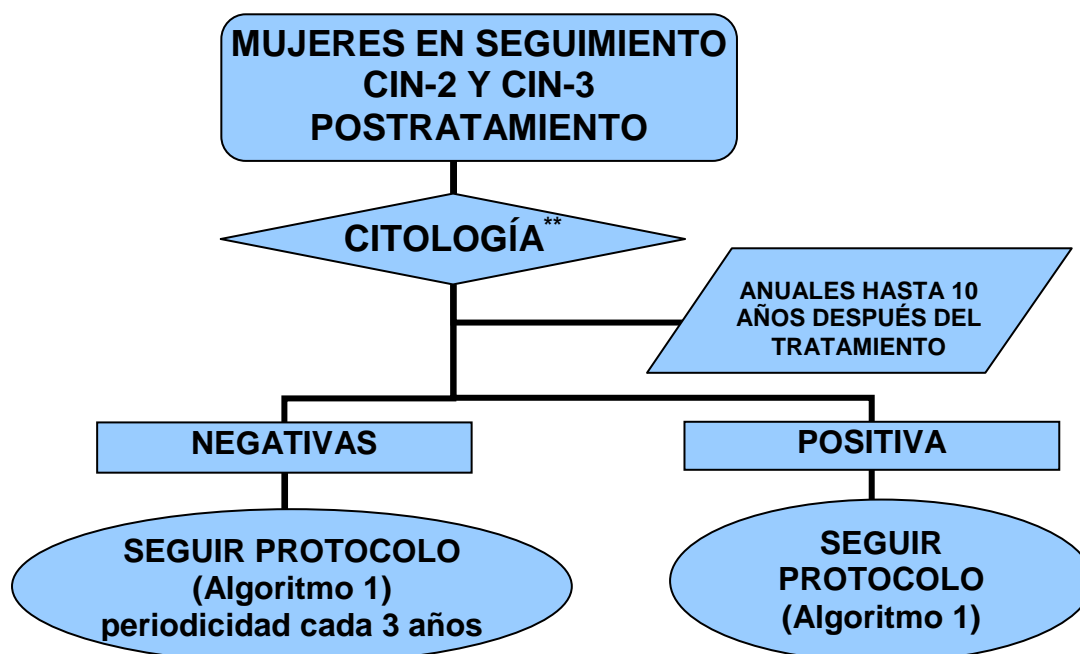 MUJERES EN SEGUIMIENTO
CIN-2 Y CIN-3
POSTRATAMIENTO
CITOLOGÍA**
ANUALES HASTA 10
AÑOS DESPUÉS DEL
TRATAMIENTO
NEGATIVAS
POSITIVA
SEGUIR PROTOCOLO
(Algoritmo 1)
periodicidad cada 3 años
SEGUIR
PROTOCOLO
(Algoritmo 1)